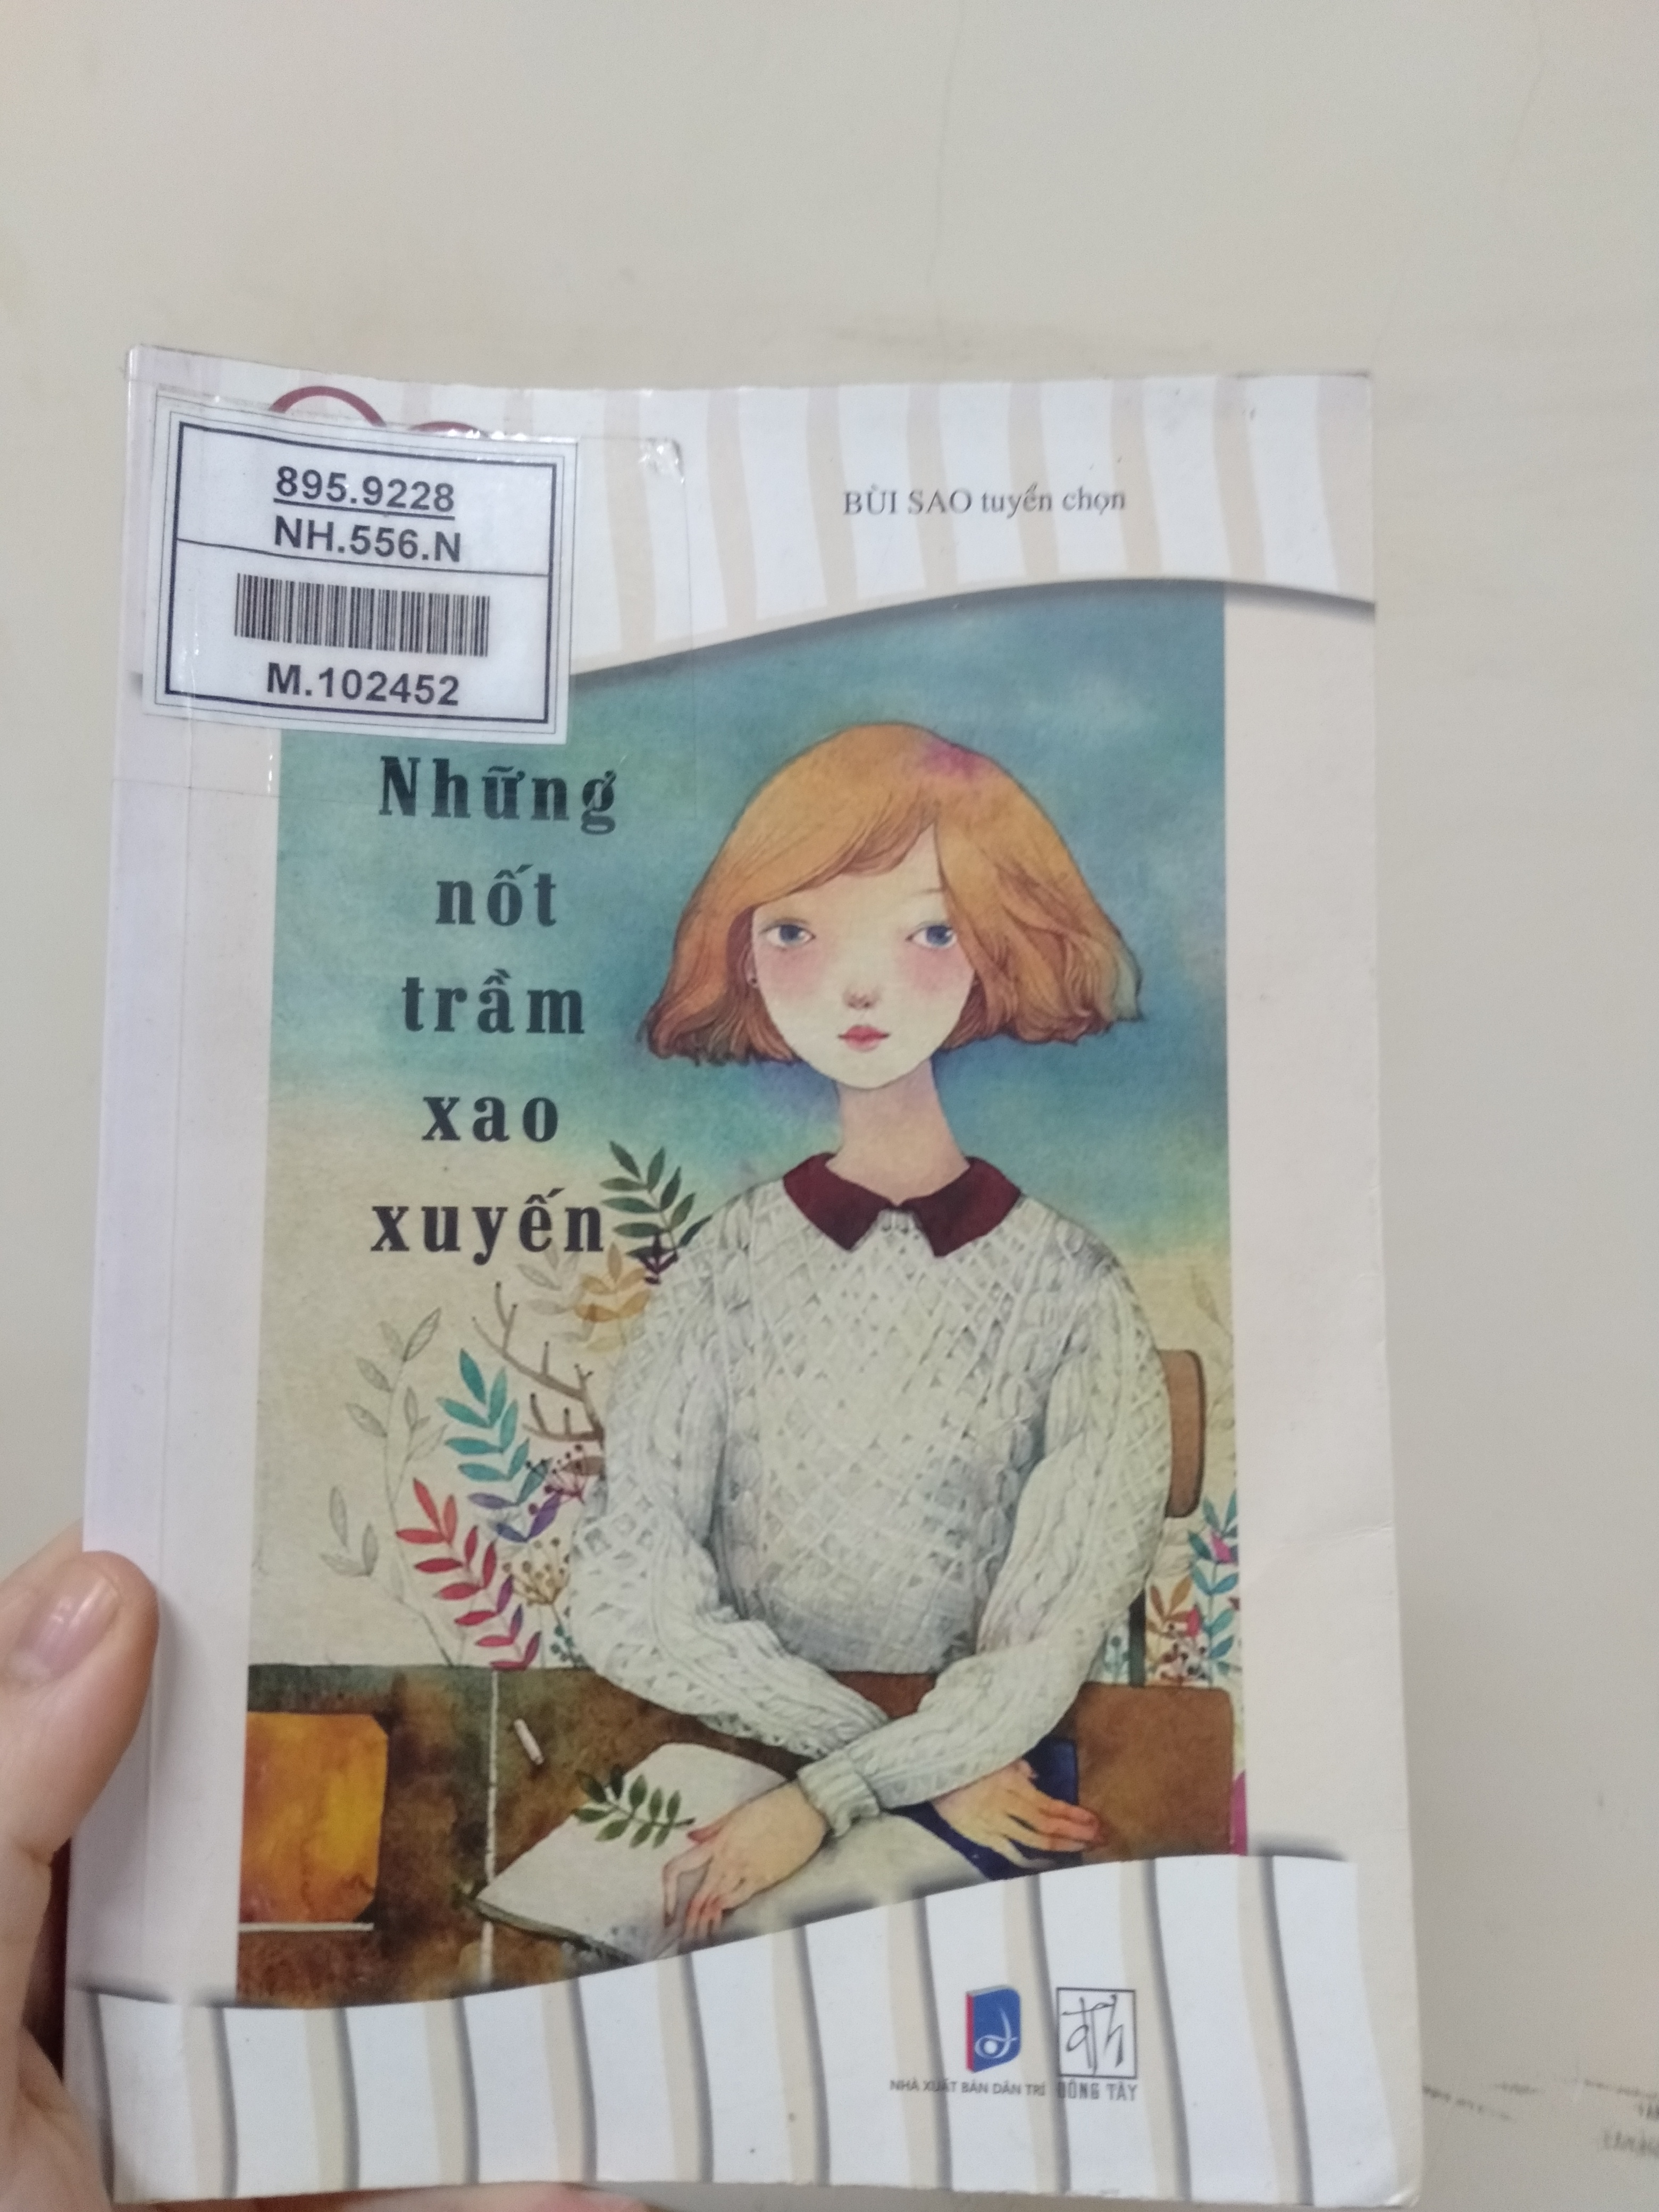 895.9228
NH.556.N
M.102452
BÙI SAO tuyển chọn
Những
nốt
trầm
xao
xuyến
NHÀ XUẤT BẢN DÂN TRÍ
ĐÔNG TÂY